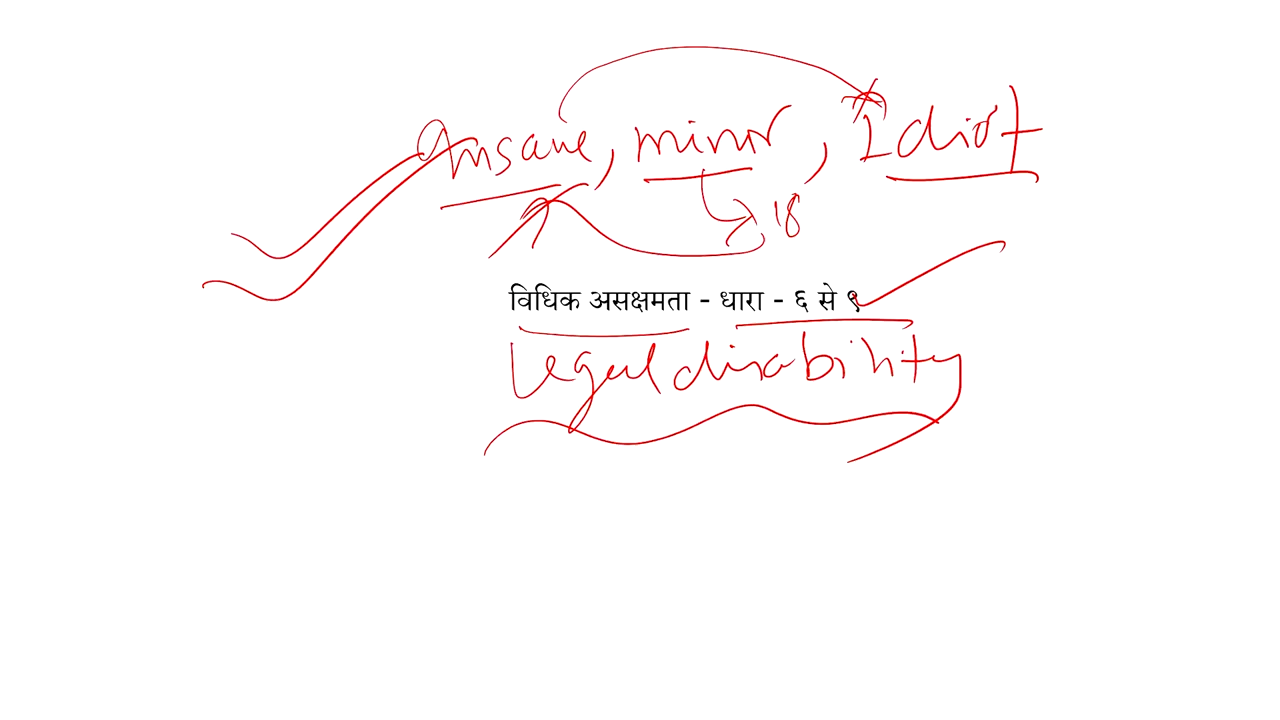 Insane, minor, Idiot
18
विधिक असक्षमता - धारा - ६ से ९
Legal disability